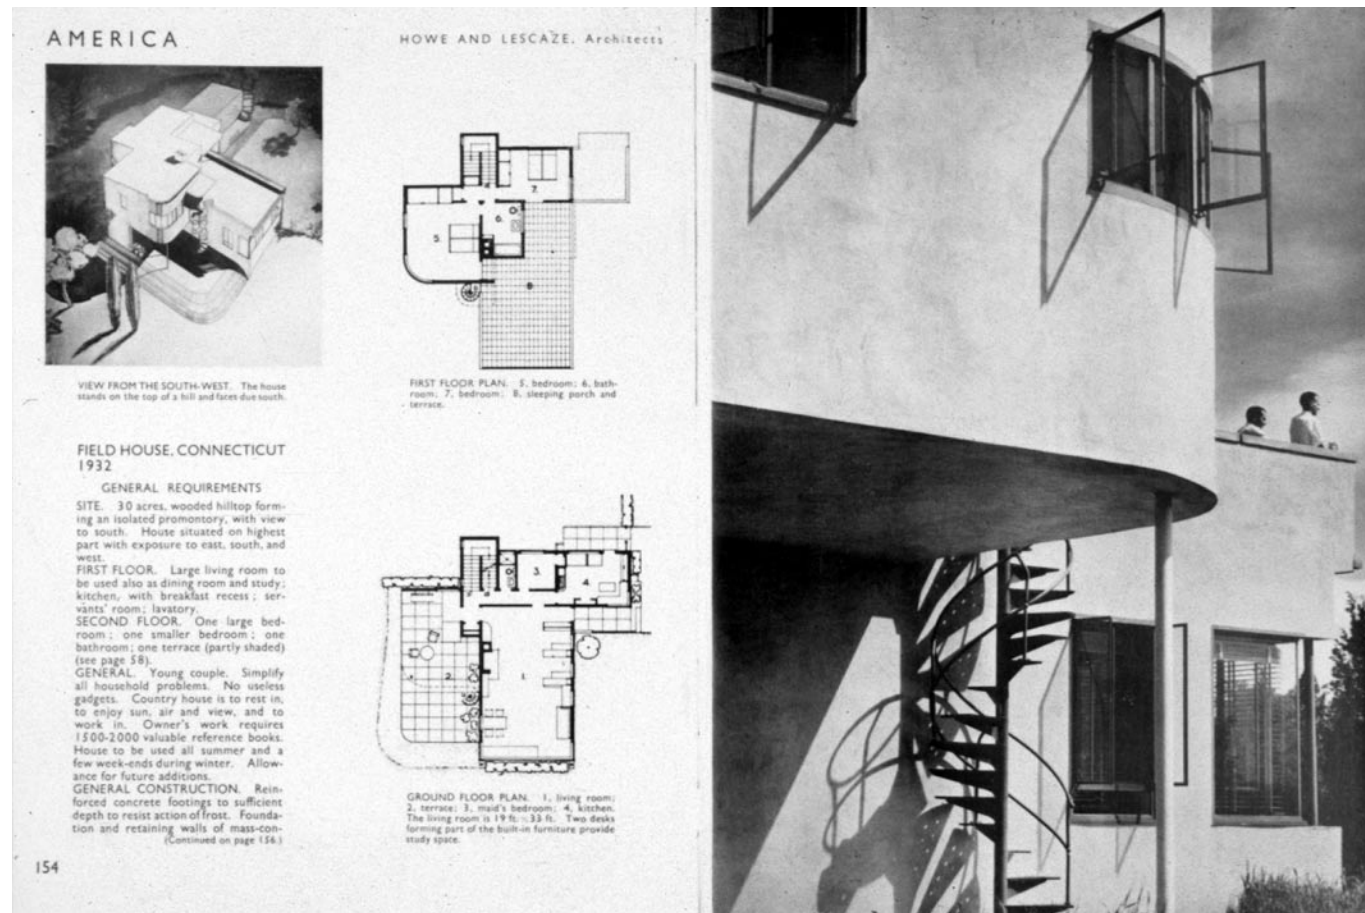 AMERICA
HOWE AND LESCAZE, Architects
VIEW FROM THE SOUTH-WEST. The house
stands on the top of a hill and faces due south.
FIRST FLOOR PLAN. 5, bedroom; 6, bath-
room; 7, bedroom; 8, sleeping porch and
terrace.
FIELD HOUSE, CONNECTICUT
1932
GENERAL REQUIREMENTS
SITE. 30 acres, wooded hilltop form-
ing an isolated promontory, with view
to south. House situated on highest
part with exposure to east, south, and
west.
FIRST FLOOR. Large living room to
be used also as dining room and study;
kitchen, with breakfast recess; ser-
vants' room; lavatory.
SECOND FLOOR. One large bed-
room; one smaller bedroom; one
bathroom; one terrace (partly shaded)
(see page 58).
GENERAL. Young couple. Simplify
all household problems. No useless
gadgets. Country house is to rest in,
to enjoy sun, air and view, and to
work in. Owner's work requires
1500-2000 valuable reference books.
House to be used all summer and a
few week-ends during winter. Allow-
ance for future additions.
GENERAL CONSTRUCTION. Rein-
forced concrete footings to sufficient
depth to resist action of frost. Founda-
tion and retaining walls of mass-con-
(Continued on page 156.)
5.
6.
7.
8
1.
2.
3.
4.
GROUND FLOOR PLAN. 1, living room;
2, terrace; 3, maid's bedroom; 4, kitchen.
The living room is 19 ft. × 33 ft. Two desks
forming part of the built-in furniture provide
study space.
154